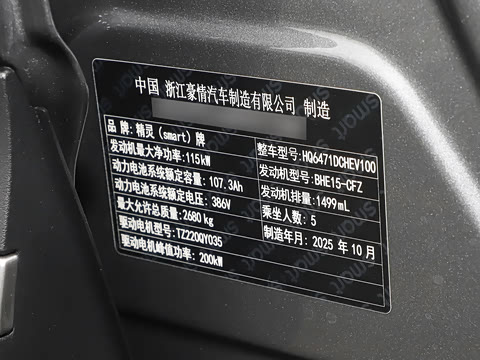 中国 浙江豪情汽车制造有限公司 制造
品 牌: 精灵 (smart) 牌
整车型号: HQ6471DCHEV100
发动机最大净功率: 115kW
发动机型号: BHE15-CFZ
动力电池系统额定容量: 107.3Ah
发动机排量: 1499mL
动力电池系统额定电压: 386V
乘坐人数: 5
最大允许总质量: 2680 kg
制造年月: 2025 年 10 月
驱动电机型号: TZ220QY035
驱动电机峰值功率: 200kW
smart